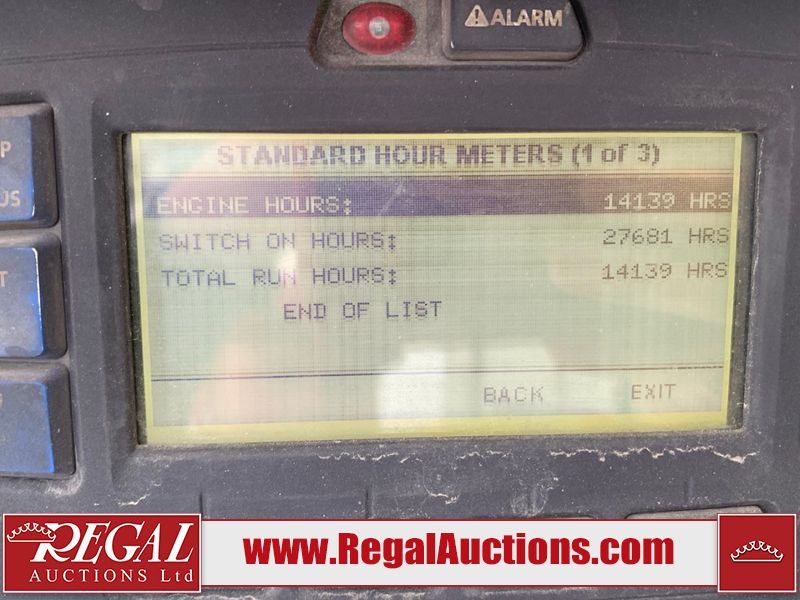 ALARM
P
US
T
STANDARD HOUR METERS (1 of 3)
ENGINE HOURS: 14139 HRS
SWITCH ON HOURS: 27681 HRS
TOTAL RUN HOURS: 14139 HRS
END OF LIST
BACK EXIT
REGAL
AUCTIONS Ltd
www.RegalAuctions.com